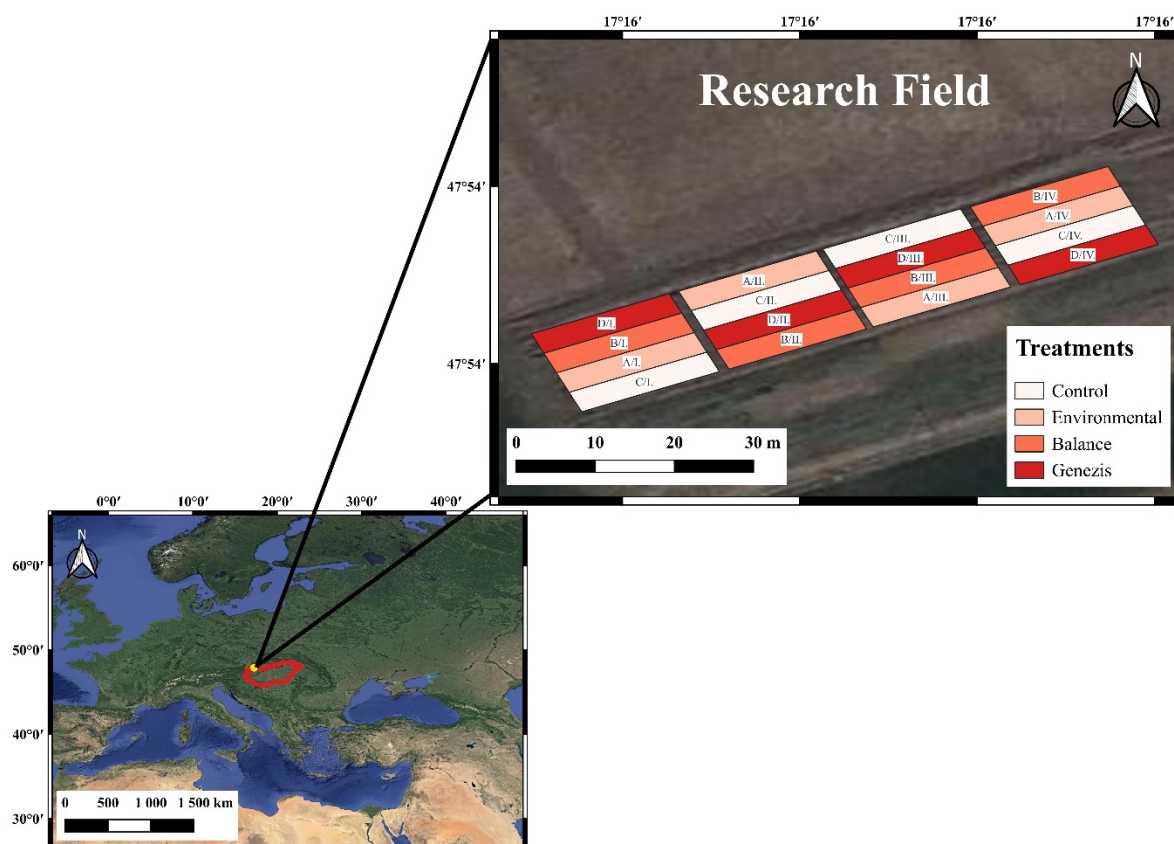 17°16' 17°16' 17°16' 17°16'
Research Field
N
47°54'
47°54'
B/IV.
A/IV.
C/IV.
D/IV.
C/III.
D/III.
B/III.
A/III.
A/II.
C/II.
D/II.
B/II.
D/I.
B/I.
A/I.
C/I.
Treatments
Control
Environmental
Balance
Genezis
0 10 20 30 m
0°0' 10°0' 20°0' 30°0' 40°0'
N
60°0'
50°0'
40°0'
30°0'
0 500 1 000 1 500 km